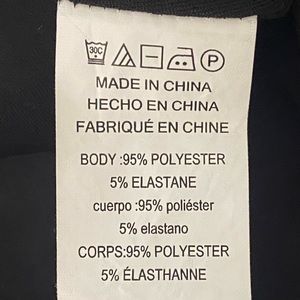 30C P
MADE IN CHINA
HECHO EN CHINA
FABRIQUÉ EN CHINE
BODY :95% POLYESTER
5% ELASTANE
cuerpo :95% poliéster
5% elastano
CORPS:95% POLYESTER
5% ÉLASTHANNE